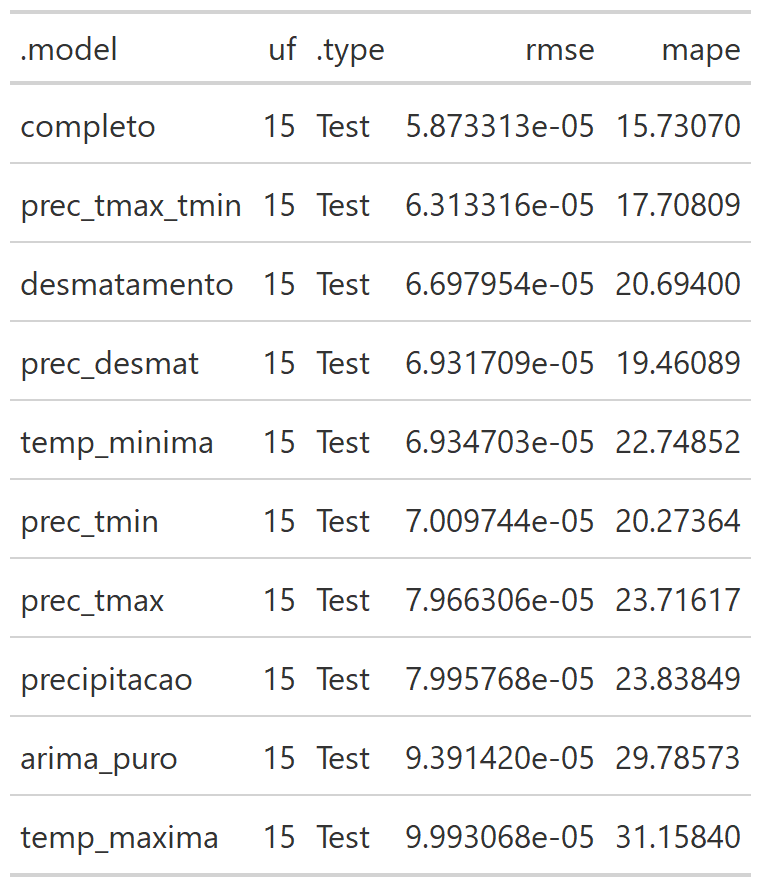 .model uf .type rmse mape
completo 15 Test 5.873313e-05 15.73070
prec_tmax_tmin 15 Test 6.313316e-05 17.70809
desmatamento 15 Test 6.697954e-05 20.69400
prec_desmat 15 Test 6.931709e-05 19.46089
temp_minima 15 Test 6.934703e-05 22.74852
prec_tmin 15 Test 7.009744e-05 20.27364
prec_tmax 15 Test 7.966306e-05 23.71617
precipitacao 15 Test 7.995768e-05 23.83849
arima_puro 15 Test 9.391420e-05 29.78573
temp_maxima 15 Test 9.993068e-05 31.15840